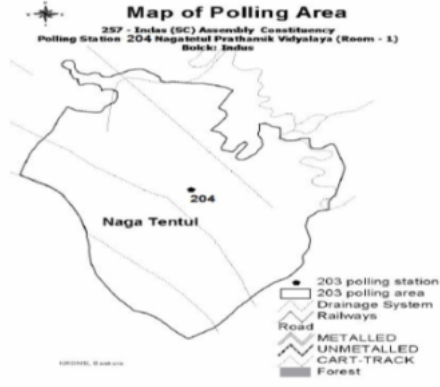 Map of Polling Area
257 - Indas (SC) Assembly Constituency
Polling Station 204 Nagatetul Prathamik Vidyalaya (Room - 1)
Bolck: Indus
204
Naga Tentul
203 polling station
203 polling area
Drainage System
Railways
Road
METALLED
UNMETALLED
CART-TRACK
Forest